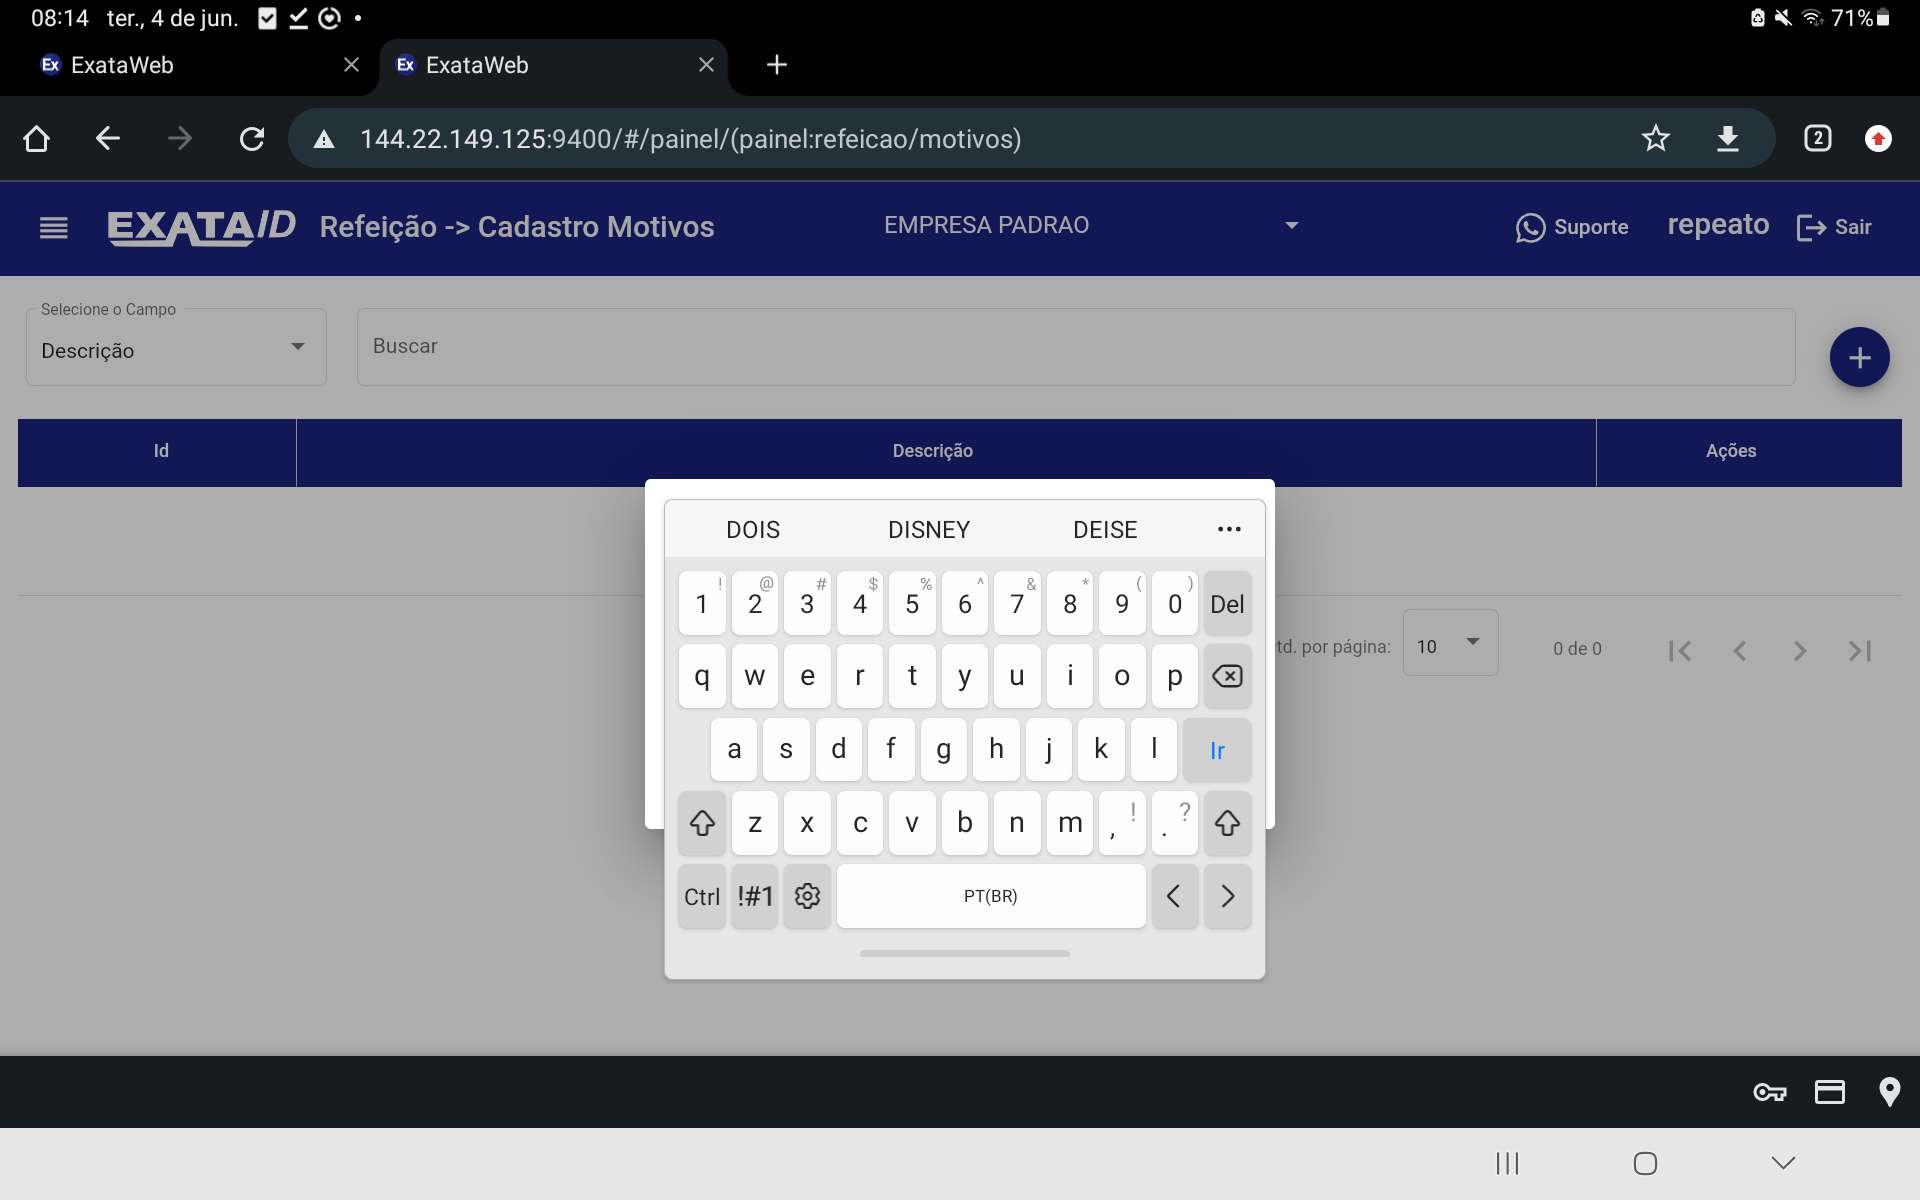 08:14 ter., 4 de jun. 71%
ExataWeb ExataWeb
144.22.149.125:9400/#/painel/(painel:refeicao/motivos) 2
EXATA ID Refeição -> Cadastro Motivos EMPRESA PADRAO Suporte repeato Sair
Selecione o Campo
Descrição Buscar
Id Descrição Ações
DOIS DISNEY DEISE
! @ # $ % ^ & * ( )
1 2 3 4 5 6 7 8 9 0 Del
td. por página: 10 0 de 0
q w e r t y u i o p
a s d f g h j k l Ir
z x c v b n m , ! . ?
Ctrl !#1 PT(BR)